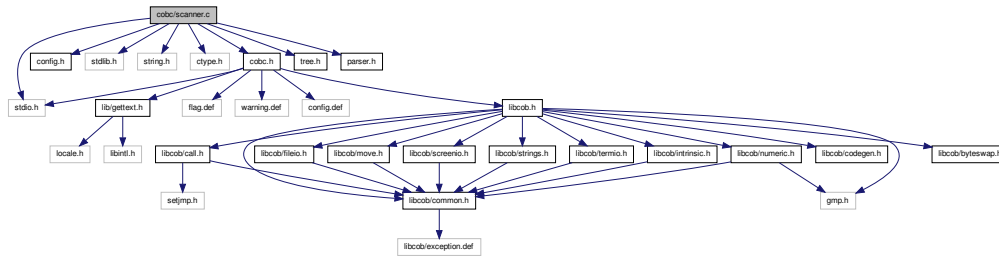 cobc/scanner.c
config.h
stdlib.h
string.h
ctype.h
cobc.h
tree.h
parser.h
stdio.h
lib/gettext.h
flag.def
warning.def
config.def
libcob.h
locale.h
libintl.h
libcob/call.h
libcob/fileio.h
libcob/move.h
libcob/screenio.h
libcob/strings.h
libcob/termio.h
libcob/intrinsic.h
libcob/numeric.h
libcob/codegen.h
libcob/byteswap.h
setjmp.h
libcob/common.h
gmp.h
libcob/exception.def